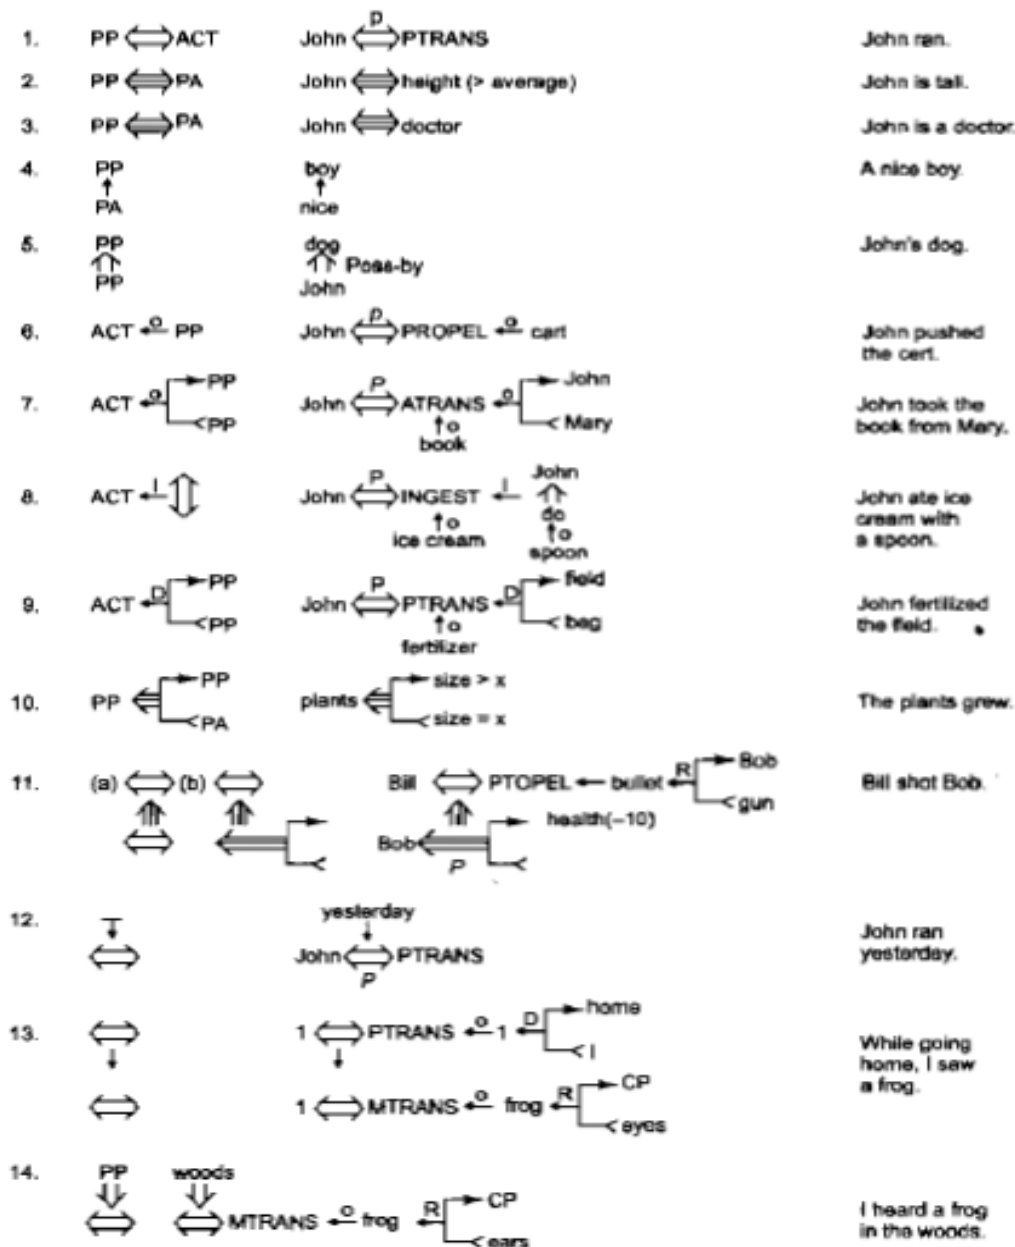 1. PP ACT John p PTRANS John ran.
2. PP PA John height (> average) John is tall.
3. PP PA John doctor John is a doctor.
4. PP boy A nice boy.
PA nice
5. PP dog John's dog.
Poss-by
PP John
6. ACT o PP John p PROPEL o cart John pushed
the cert.
7. ACT o PP PP John P ATRANS o John Mary John took the
o book book from Mary.
8. ACT I John P INGEST I John John ate ice
o do cream with
ice cream o spoon a spoon.
9. ACT D PP PP John P PTRANS D field bag John fertilized
o fertilizer the field.
10. PP PP PA plants size > x size = x The plants grew.
11. (a) (b) Bill PTOPEL bullet R Bob gun Bill shot Bob.
Bob P health(–10)
12. T yesterday
John P PTRANS John ran
yesterday.
13. 1 PTRANS o 1 D home I While going
home, I saw
1 MTRANS o frog R CP eyes a frog.
14. PP woods
MTRANS o frog R CP ears I heard a frog
in the woods.